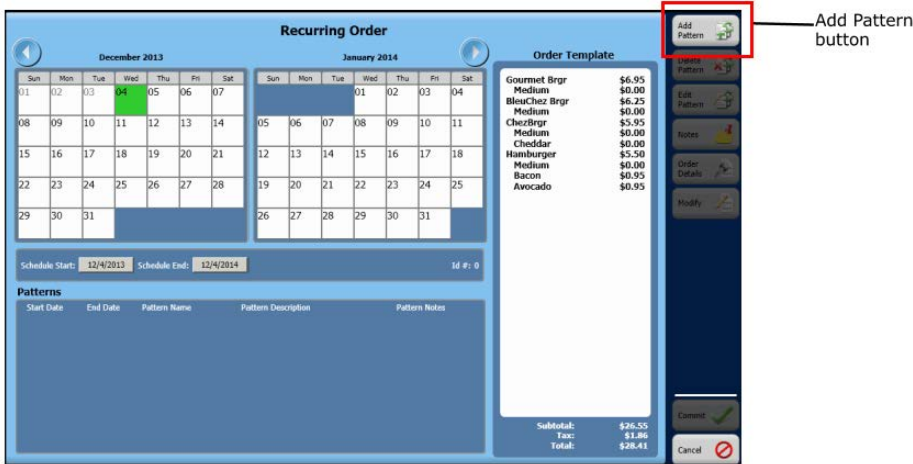 Recurring Order
December 2013
January 2014
Sun Mon Tue Wed Thu Fri Sat
01 02 03 04 05 06 07
08 09 10 11 12 13 14
15 16 17 18 19 20 21
22 23 24 25 26 27 28
29 30 31
Sun Mon Tue Wed Thu Fri Sat
01 02 03 04
05 06 07 08 09 10 11
12 13 14 15 16 17 18
19 20 21 22 23 24 25
26 27 28 29 30 31
Schedule Start: 12/4/2013 Schedule End: 12/4/2014 Id #: 0
Patterns
Start Date End Date Pattern Name Pattern Description Pattern Notes
Order Template
Gourmet Brgr $6.95
Medium $0.00
BleuChez Brgr $6.25
Medium $0.00
ChezBrgr $5.95
Medium $0.00
Cheddar $0.00
Hamburger $5.50
Medium $0.00
Bacon $0.95
Avocado $0.95
Subtotal: $26.55
Tax: $1.86
Total: $28.41
Add
Pattern
Delete
Pattern
Edit
Pattern
Notes
Order
Details
Modify
Commit
Cancel
Add Pattern
button